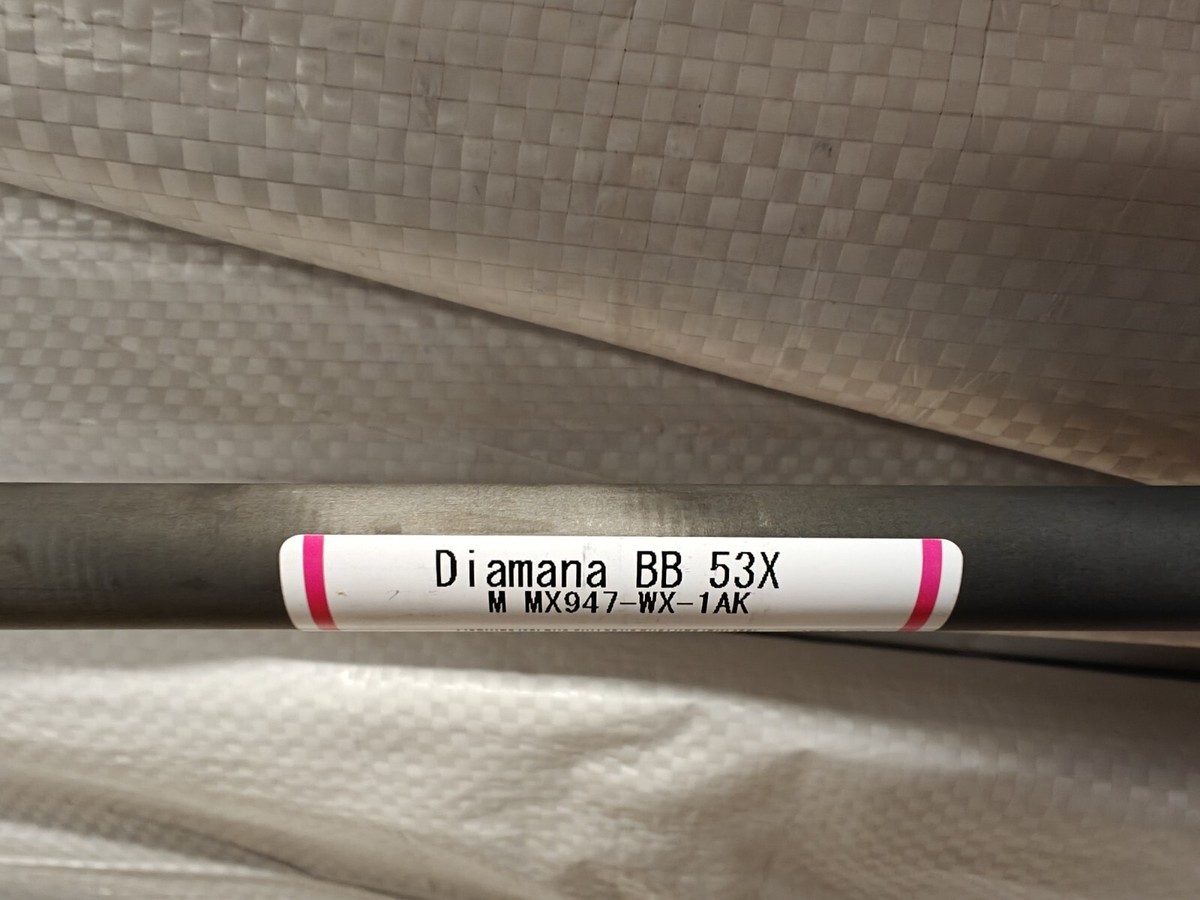 Diamana BB 53X
M MX947-WX-1AK